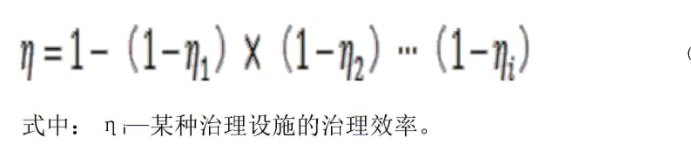 η=1- (1-η₁) × (1-η₂) … (1-ηᵢ) (
式中： ηᵢ—某种治理设施的治理效率。